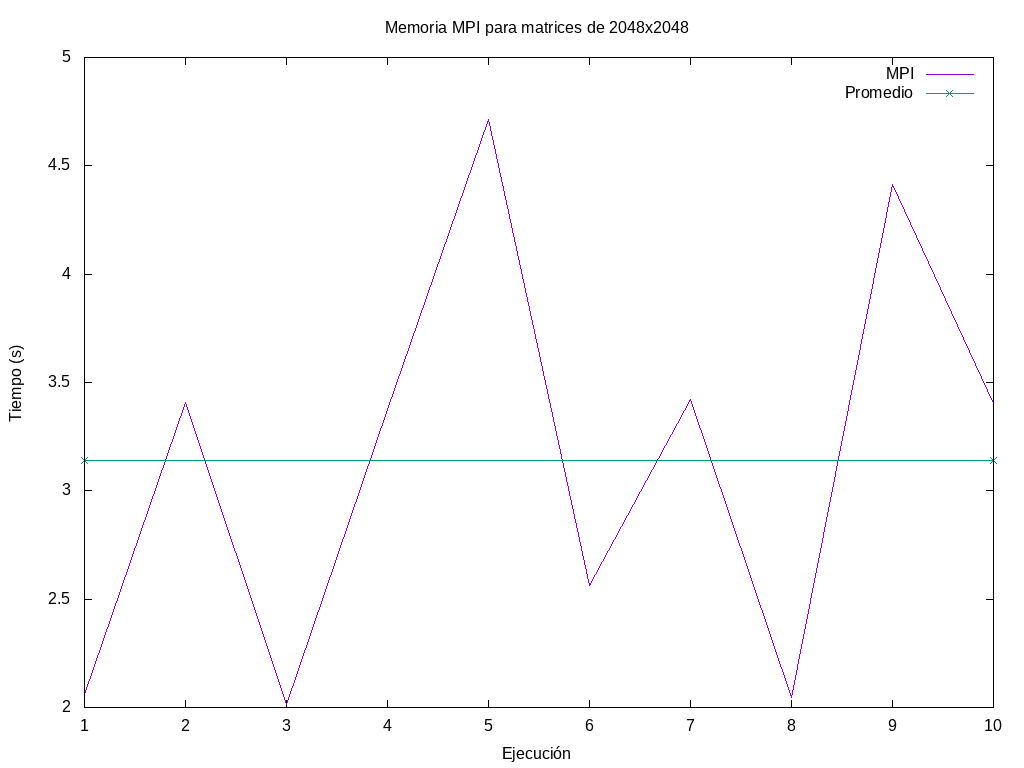 Memoria MPI para matrices de 2048x2048
MPI
Promedio
5
4.5
4
3.5
3
2.5
2
Tiempo (s)
1 2 3 4 5 6 7 8 9 10
Ejecución